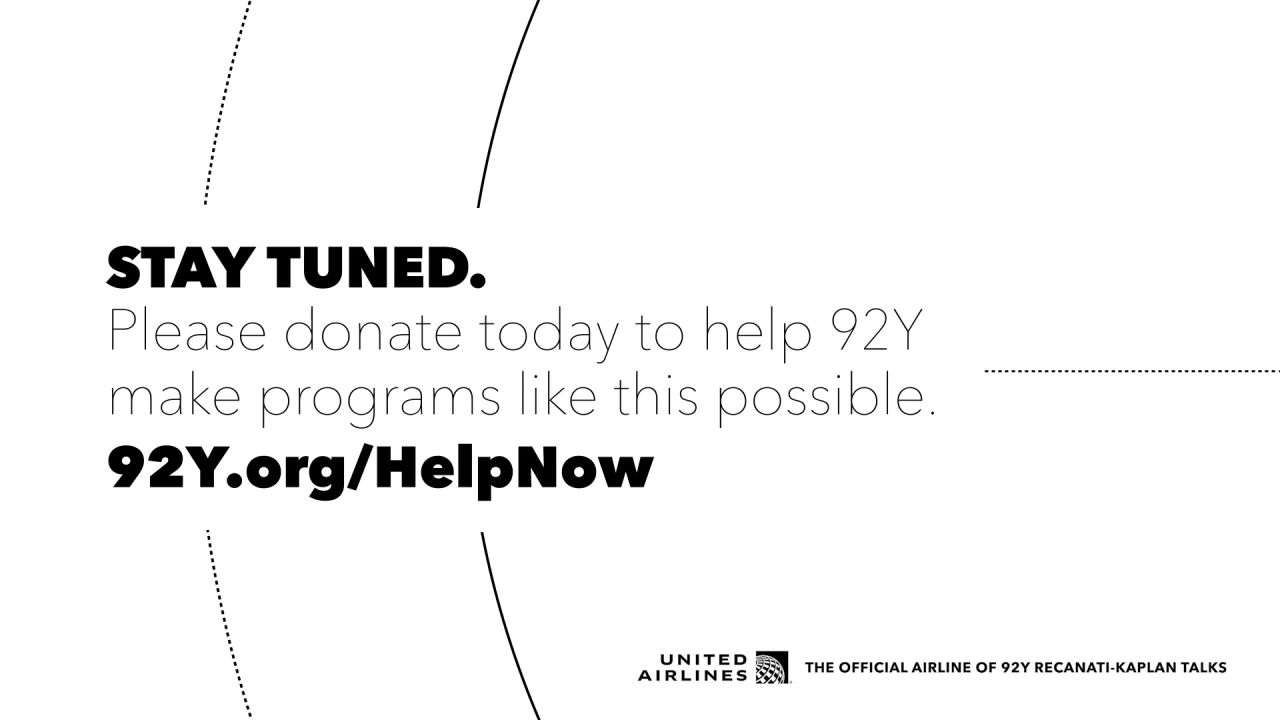 STAY TUNED.
Please donate today to help 92Y
make programs like this possible.
92Y.org/HelpNow
UNITED
AIRLINES
THE OFFICIAL AIRLINE OF 92Y RECANATI-KAPLAN TALKS